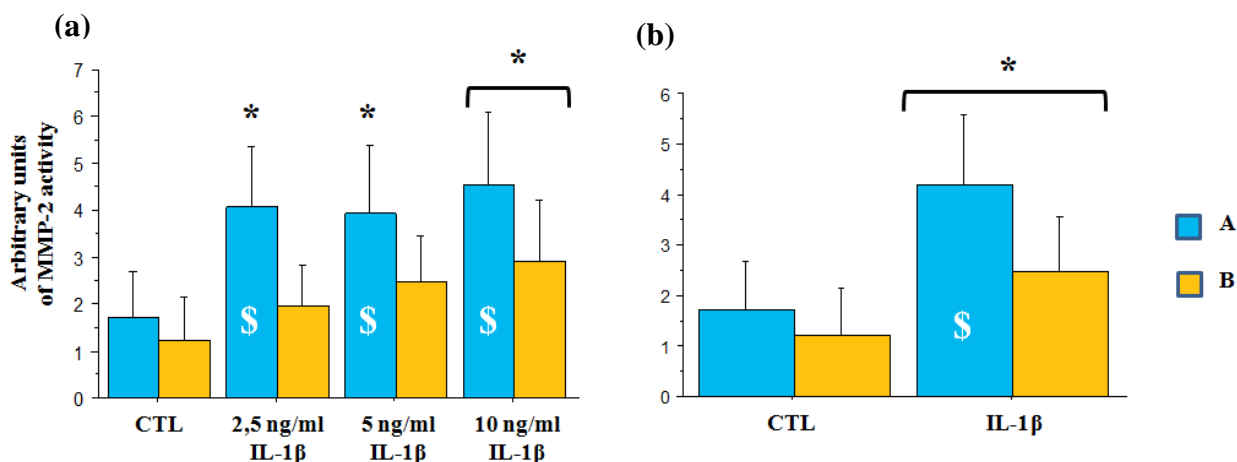 (a)
Arbitrary units
of MMP-2 activity
7
6
5
4
3
2
1
0
* * *
$ $ $
CTL 2,5 ng/ml 5 ng/ml 10 ng/ml
IL-1β IL-1β IL-1β
(b)
6
5
4
3
2
1
0
*
$
CTL IL-1β
A
B